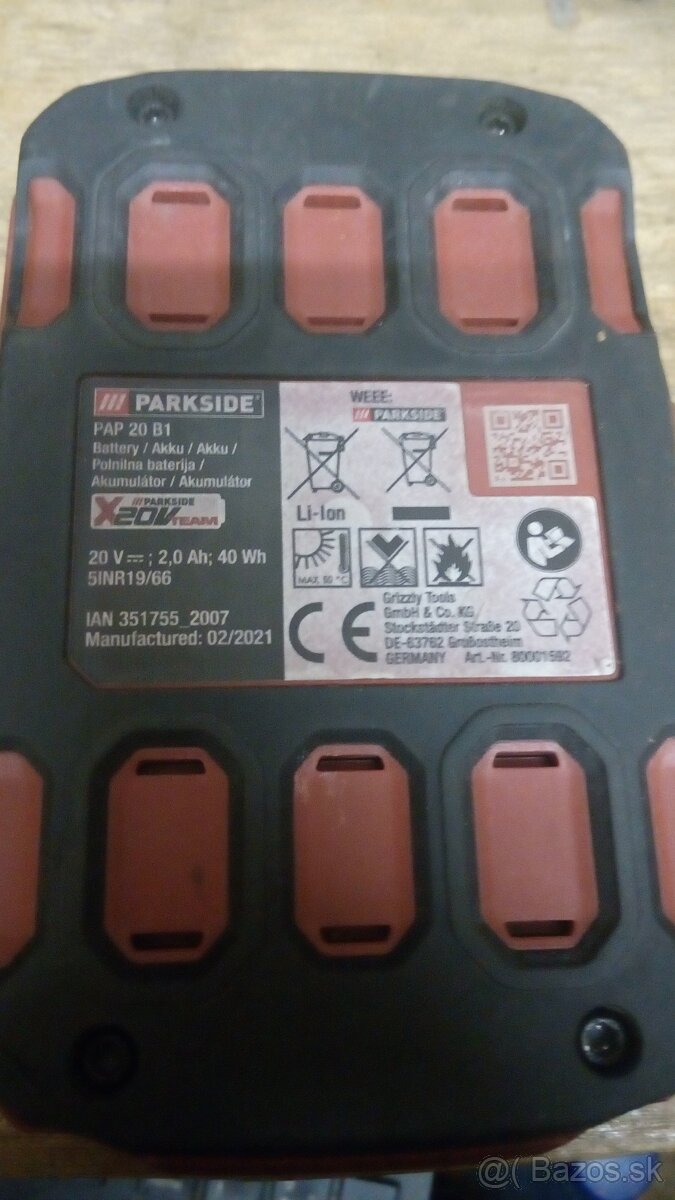 PARKSIDE®
PAP 20 B1
Battery / Akku / Akku /
Polnilna baterija /
Akumulátor / Akumulátor
PARKSIDE
X20V TEAM
20 V ⎓; 2,0 Ah; 40 Wh
5INR19/66
IAN 351755_2007
Manufactured: 02/2021
WEEE:
PARKSIDE
Li-Ion
MAX. 50 °C
Grizzly Tools
GmbH & Co. KG
Stockstädter Straße 20
DE-63762 Großostheim
GERMANY Art.-Nr. 80001592
CE
@( Bazos.sk